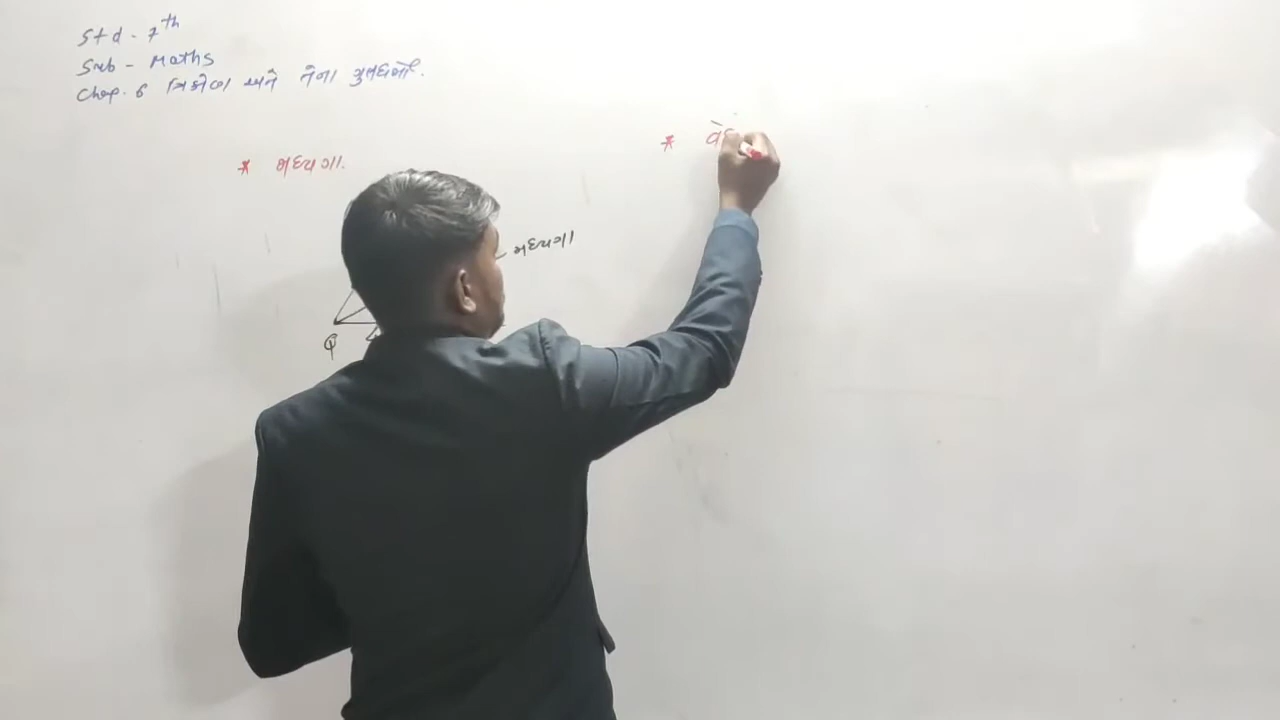 Std - 7th
Sub - Maths
Chap. 6 ત્રિકોણ અને તેના ગુણધર્મો.
* મધ્યગા.
મધ્યગા
Q
* વે